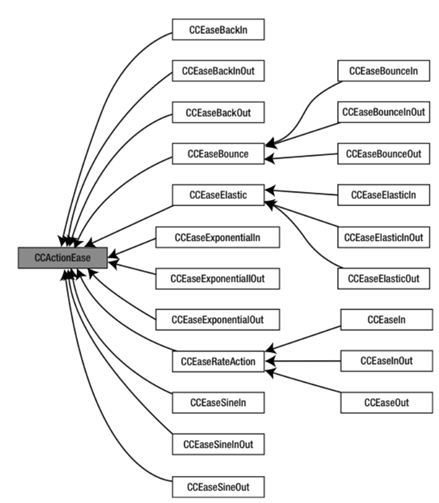 CCEaseBackIn
CCEaseBackInOut
CCEaseBackOut
CCEaseBounce
CCEaseElastic
CCActionEase
CCEaseExponentialIn
CCEaseExponentialIOut
CCEaseExponentialOut
CCEaseRateAction
CCEaseSineIn
CCEaseSineInOut
CCEaseSineOut
CCEaseBounceIn
CCEaseBounceInOut
CCEaseBounceOut
CCEaseElasticIn
CCEaseElasticInOut
CCEaseElasticOut
CCEaseIn
CCEaseInOut
CCEaseOut